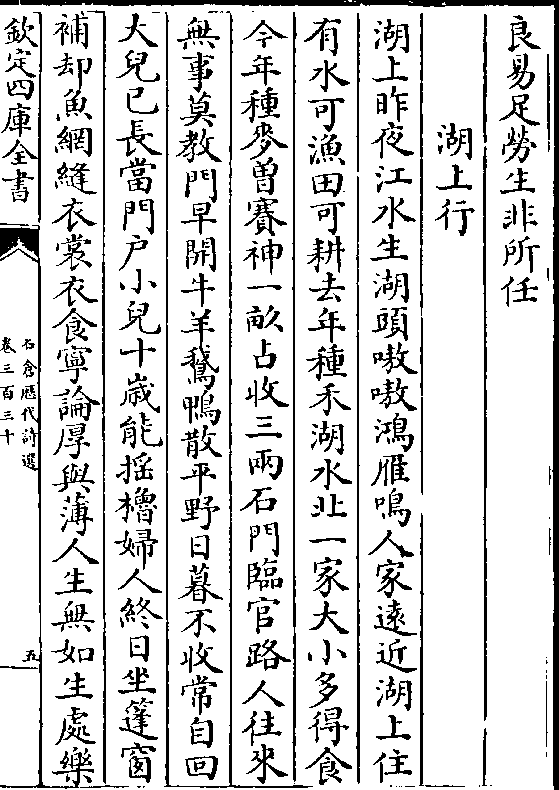 良易足勞生非所任
湖上行
湖上昨夜江水生湖頭嗷嗷鴻雁鳴人家遠近湖上住
有水可漁田可耕去年種禾湖水北一家大小多得食
今年種麥曽賽神一畝占收三兩石門臨官路人徃來
無事莫教門早開牛羊鵞鴨散平野日暮不收常自回
大兒已長當門户小兒十歳能揺櫓婦人終日坐篷窗
補却魚網縫衣裳衣食寧論厚與薄人生無如生處樂
欽定四庫全書
石倉歴代詩選
卷三百三十
五